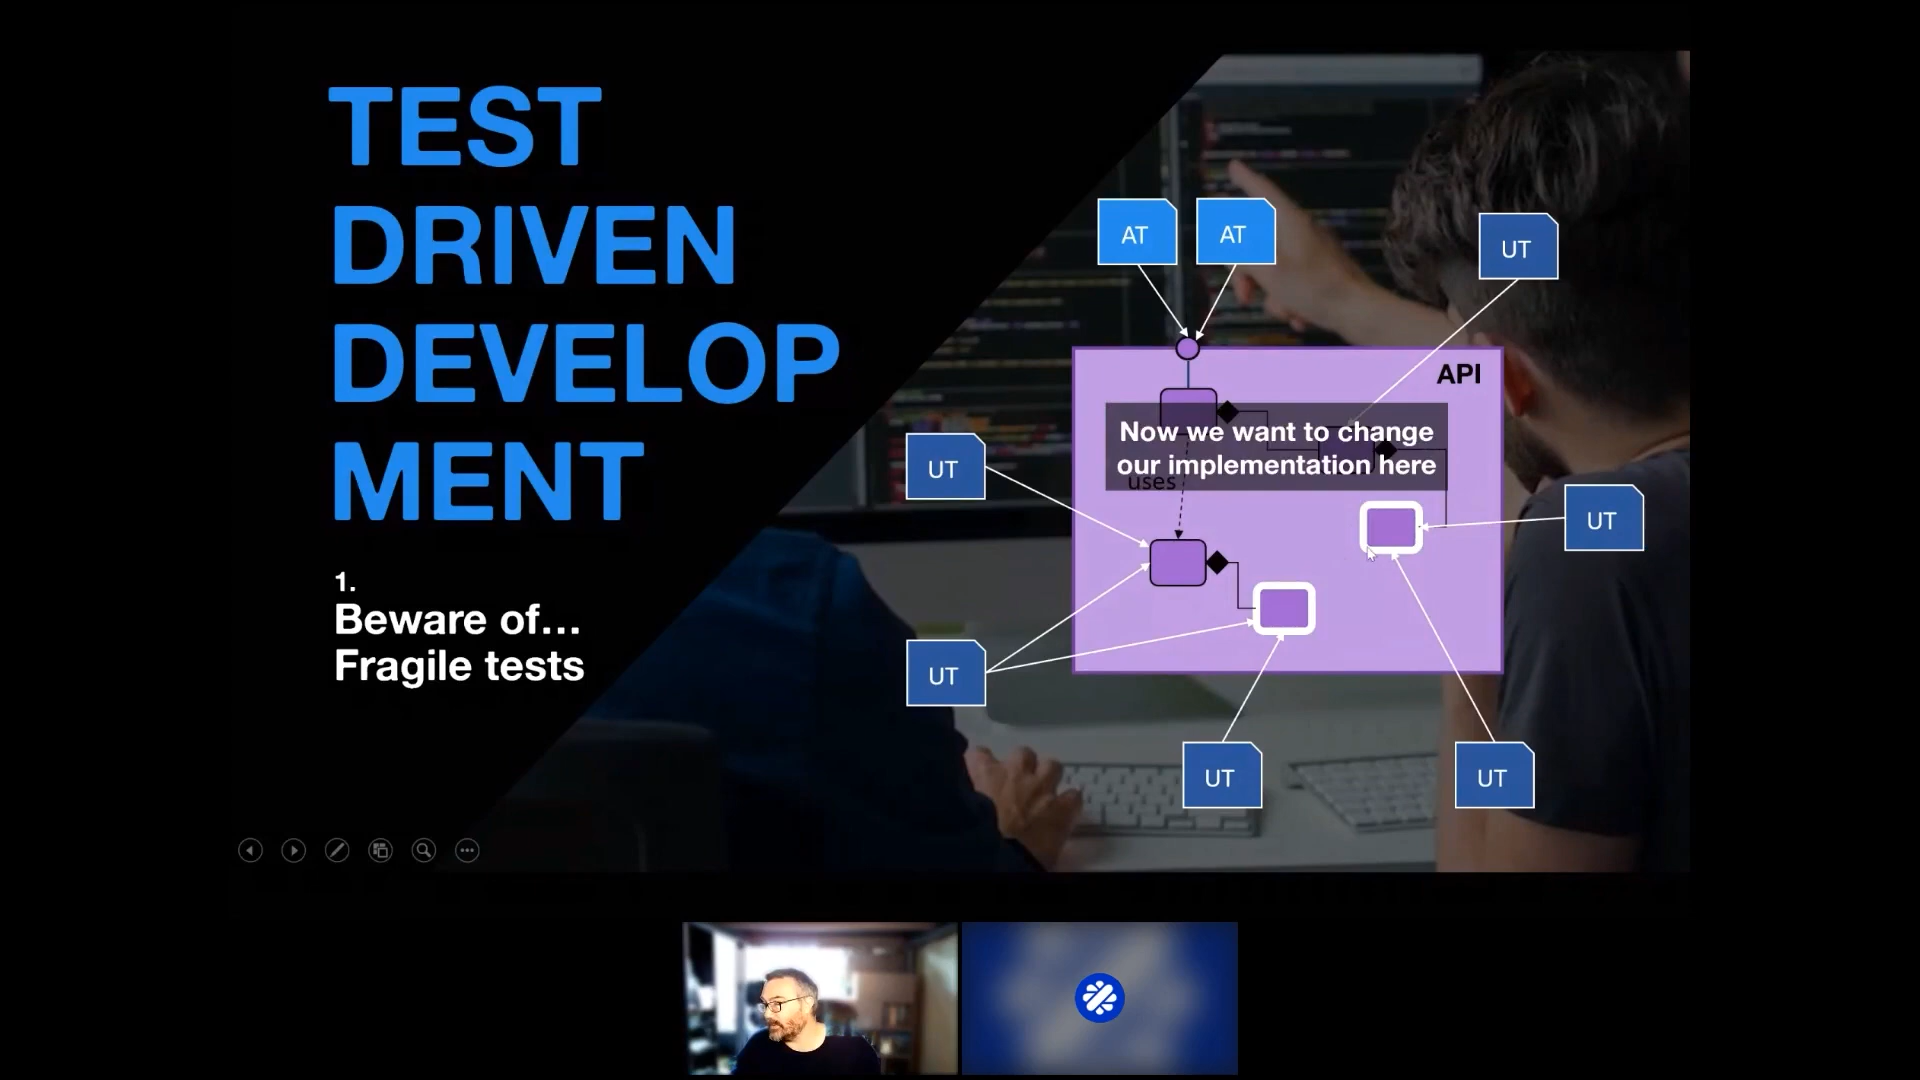 TEST
DRIVEN
DEVELOP
MENT
1.
Beware of...
Fragile tests
AT
AT
UT
API
Now we want to change
our implementation here
uses
UT
UT
UT
UT
UT